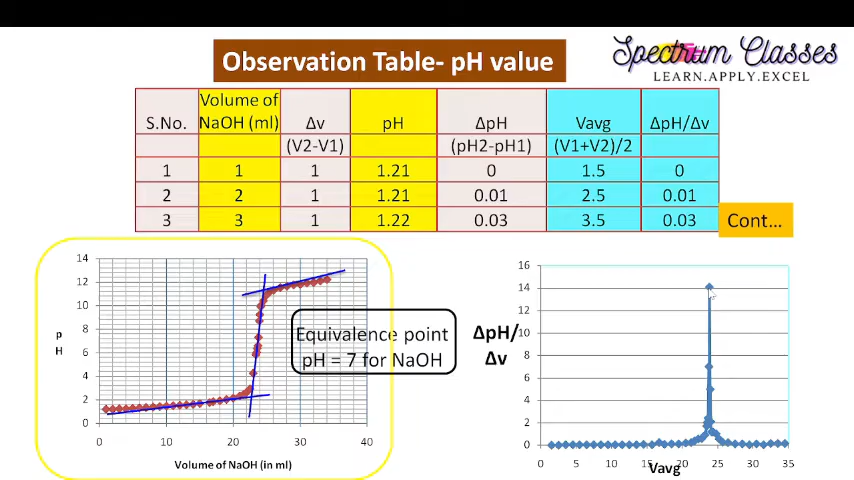 Spectrum Classes
LEARN.APPLY.EXCEL
Observation Table- pH value
S.No. Volume of NaOH (ml) Δv pH ΔpH Vavg ΔpH/Δv
(V2-V1) (pH2-pH1) (V1+V2)/2
1 1 1 1.21 0 1.5 0
2 2 1 1.21 0.01 2.5 0.01
3 3 1 1.22 0.03 3.5 0.03
Cont...
14
12
10
8
6
4
2
0
p
H
0 10 20 30 40
Volume of NaOH (in ml)
Equivalence point
pH = 7 for NaOH
16
14
12
10
8
6
4
2
0
ΔpH/
Δv
0 5 10 15 20 25 30 35
Vavg